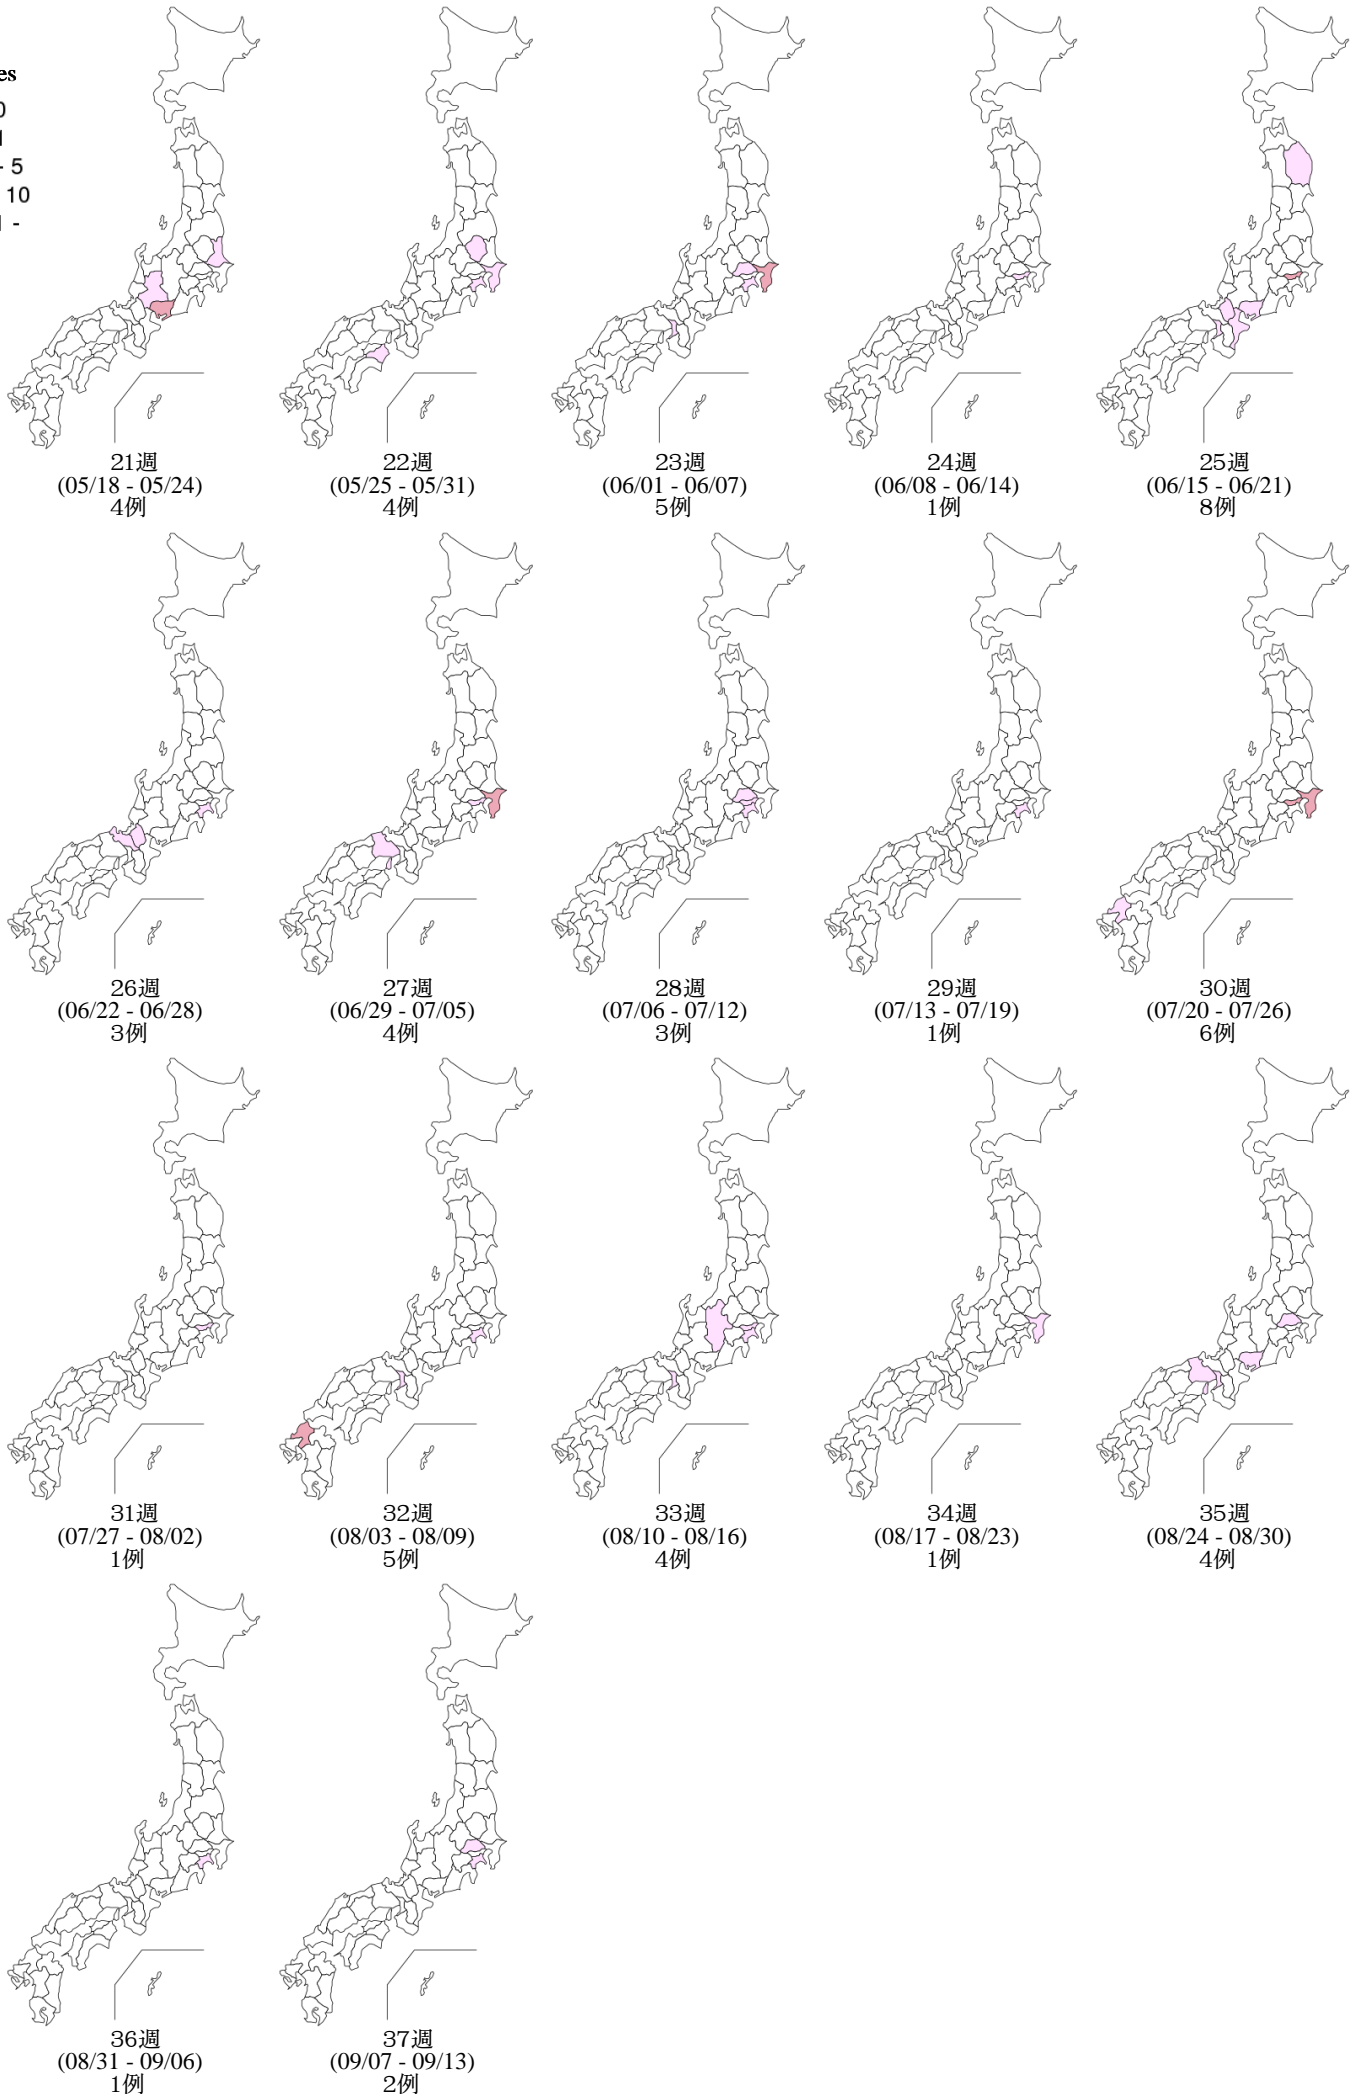 es
0
1
- 5
10
1 -
21週
(05/18 - 05/24)
4例
22週
(05/25 - 05/31)
4例
23週
(06/01 - 06/07)
5例
24週
(06/08 - 06/14)
1例
25週
(06/15 - 06/21)
8例
26週
(06/22 - 06/28)
3例
27週
(06/29 - 07/05)
4例
28週
(07/06 - 07/12)
3例
29週
(07/13 - 07/19)
1例
30週
(07/20 - 07/26)
6例
31週
(07/27 - 08/02)
1例
32週
(08/03 - 08/09)
5例
33週
(08/10 - 08/16)
4例
34週
(08/17 - 08/23)
1例
35週
(08/24 - 08/30)
4例
36週
(08/31 - 09/06)
1例
37週
(09/07 - 09/13)
2例